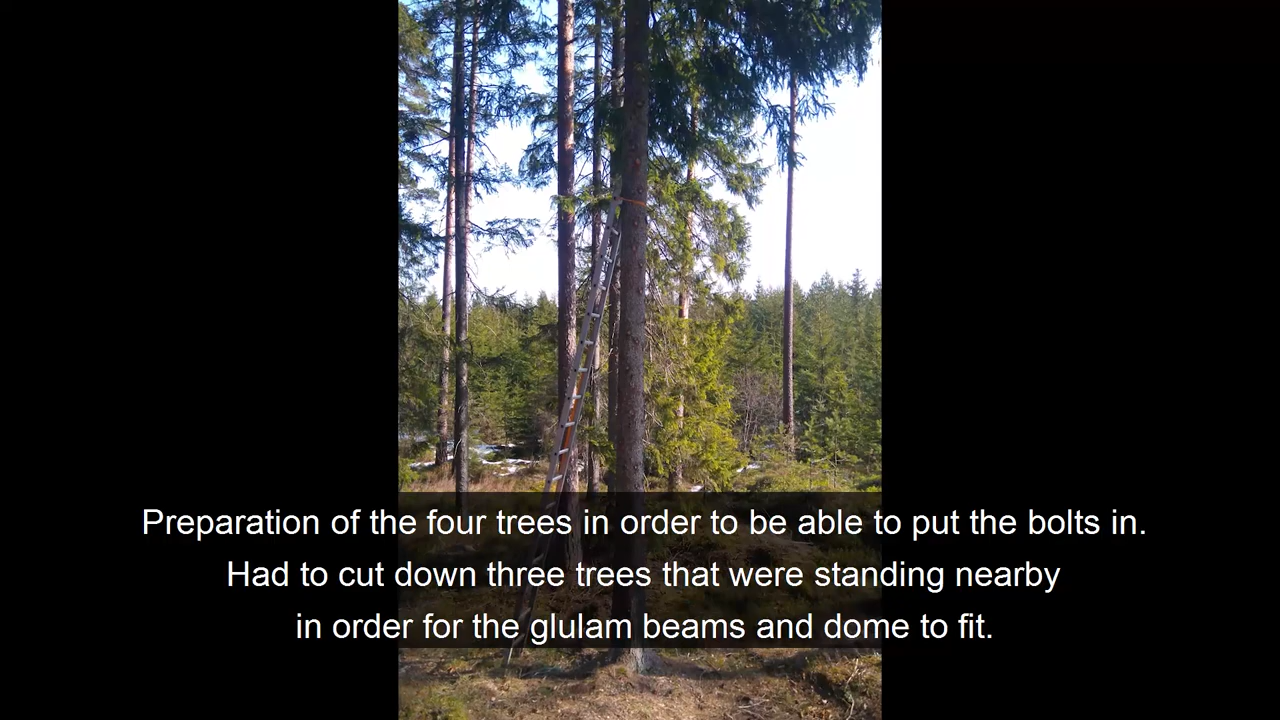 Preparation of the four trees in order to be able to put the bolts in.
Had to cut down three trees that were standing nearby
in order for the glulam beams and dome to fit.